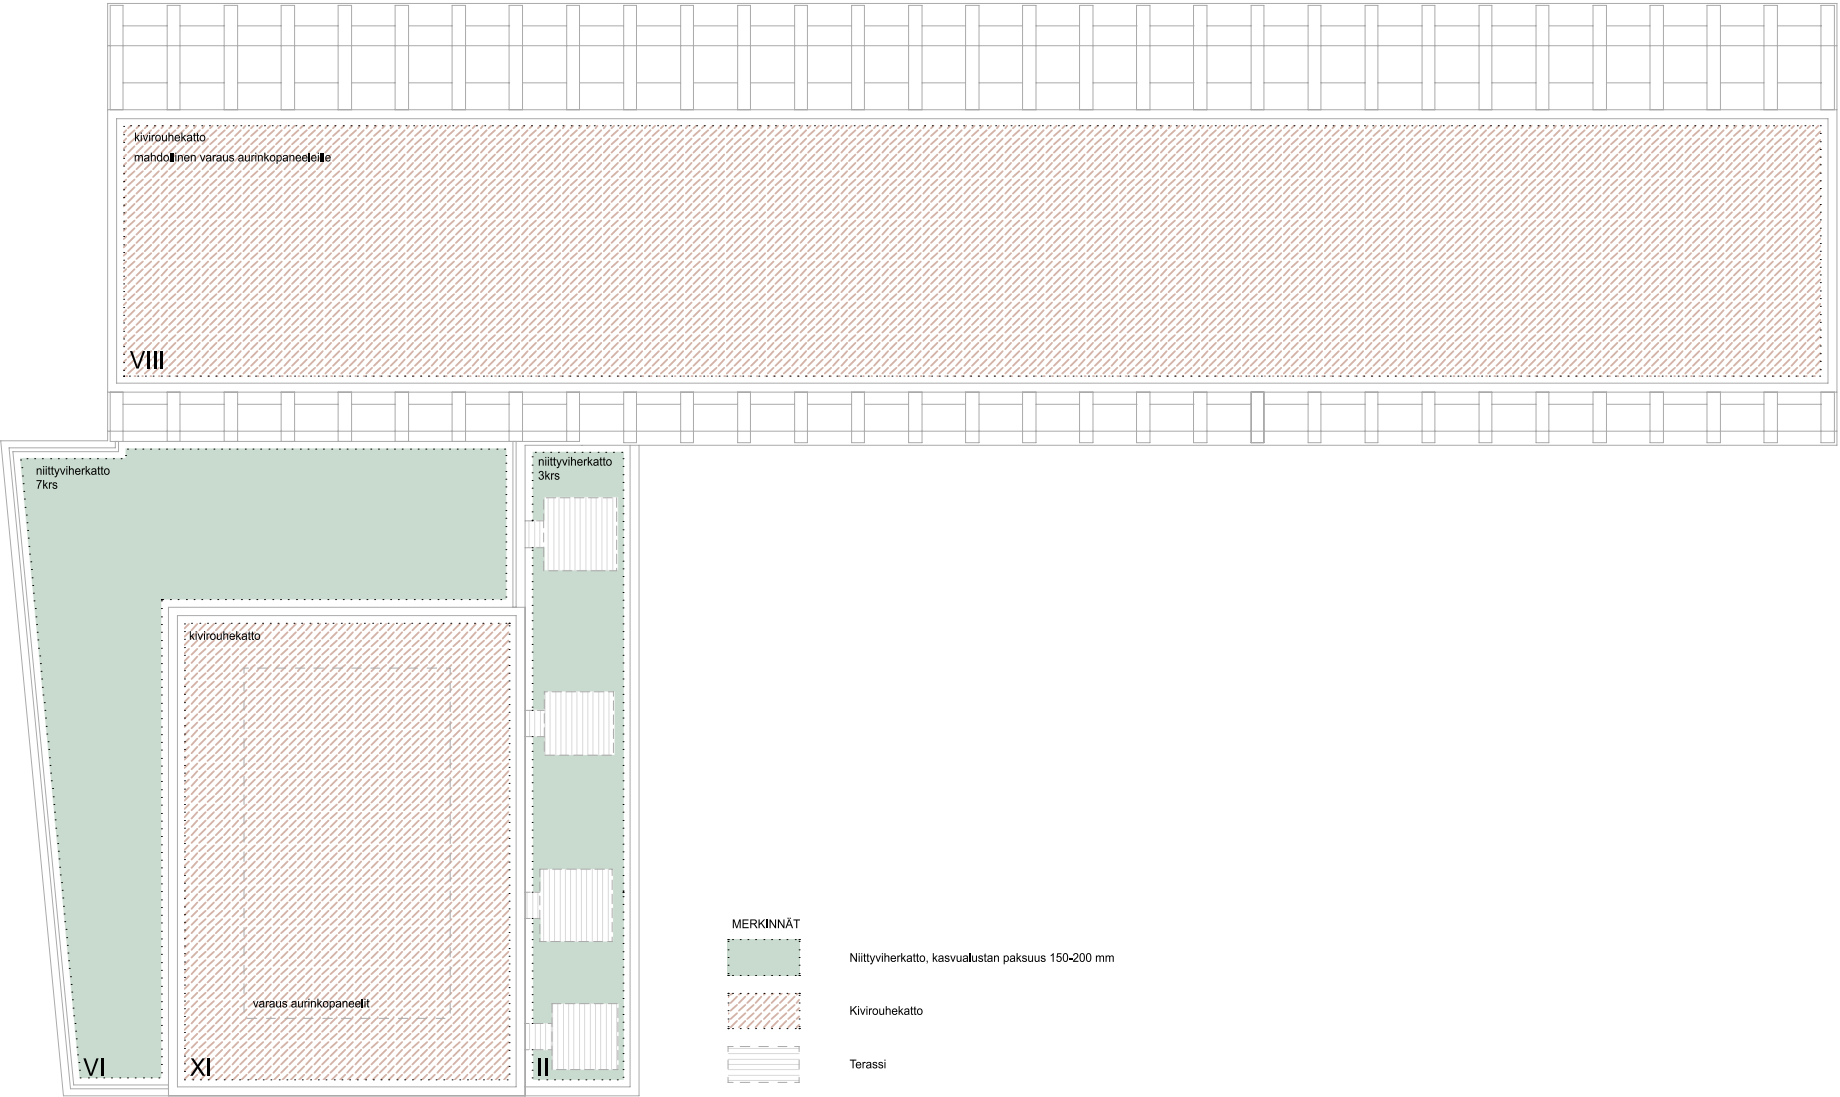 kivirouhekatto
mahdollinen varaus aurinkopaneeleille
VIII
niittyviherkatto
7krs
niittyviherkatto
3krs
kivirouhekatto
varaus aurinkopaneelit
VI
XI
II
MERKINNÄT
Niittyviherkatto, kasvualustan paksuus 150-200 mm
Kivirouhekatto
Terassi